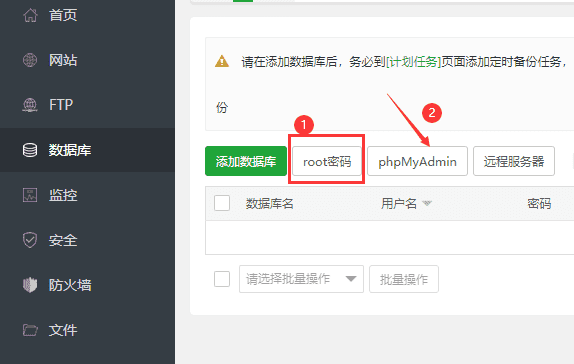 首页
网站
FTP
数据库
监控
安全
防火墙
文件
请在添加数据库后，务必到[计划任务]页面添加定时备份任务，
份
1
2
添加数据库 root密码 phpMyAdmin 远程服务器
数据库名 用户名 密码
请选择批量操作 批量操作